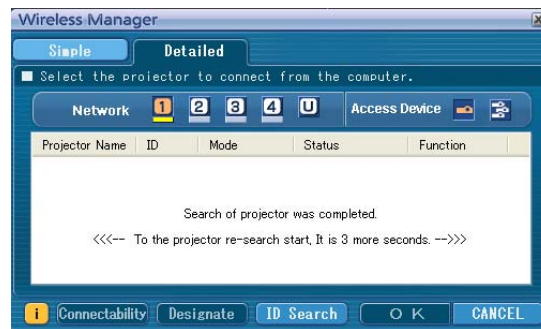 Wireless Manager
Simple Detailed
Select the projector to connect from the computer.
Network 1 2 3 4 U Access Device
Projector Name ID Mode Status Function
Search of projector was completed.
<<<-- To the projector re-search start, It is 3 more seconds. -->>>
i Connectability Designate ID Search OK CANCEL